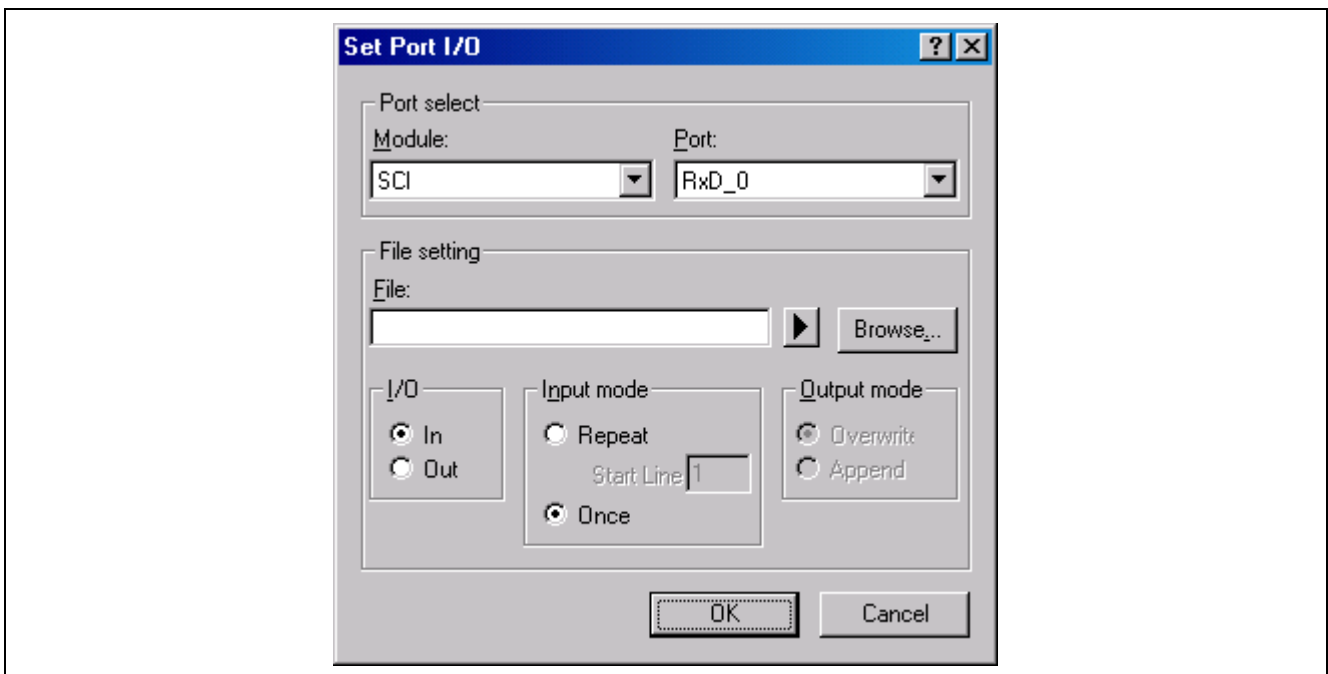 Set Port I/O
Port select
Module: Port:
SCI RxD_0
File setting
File:
Browse...
I/O Input mode Output mode
In Repeat Overwrite
Out Start Line 1 Append
Once
OK Cancel